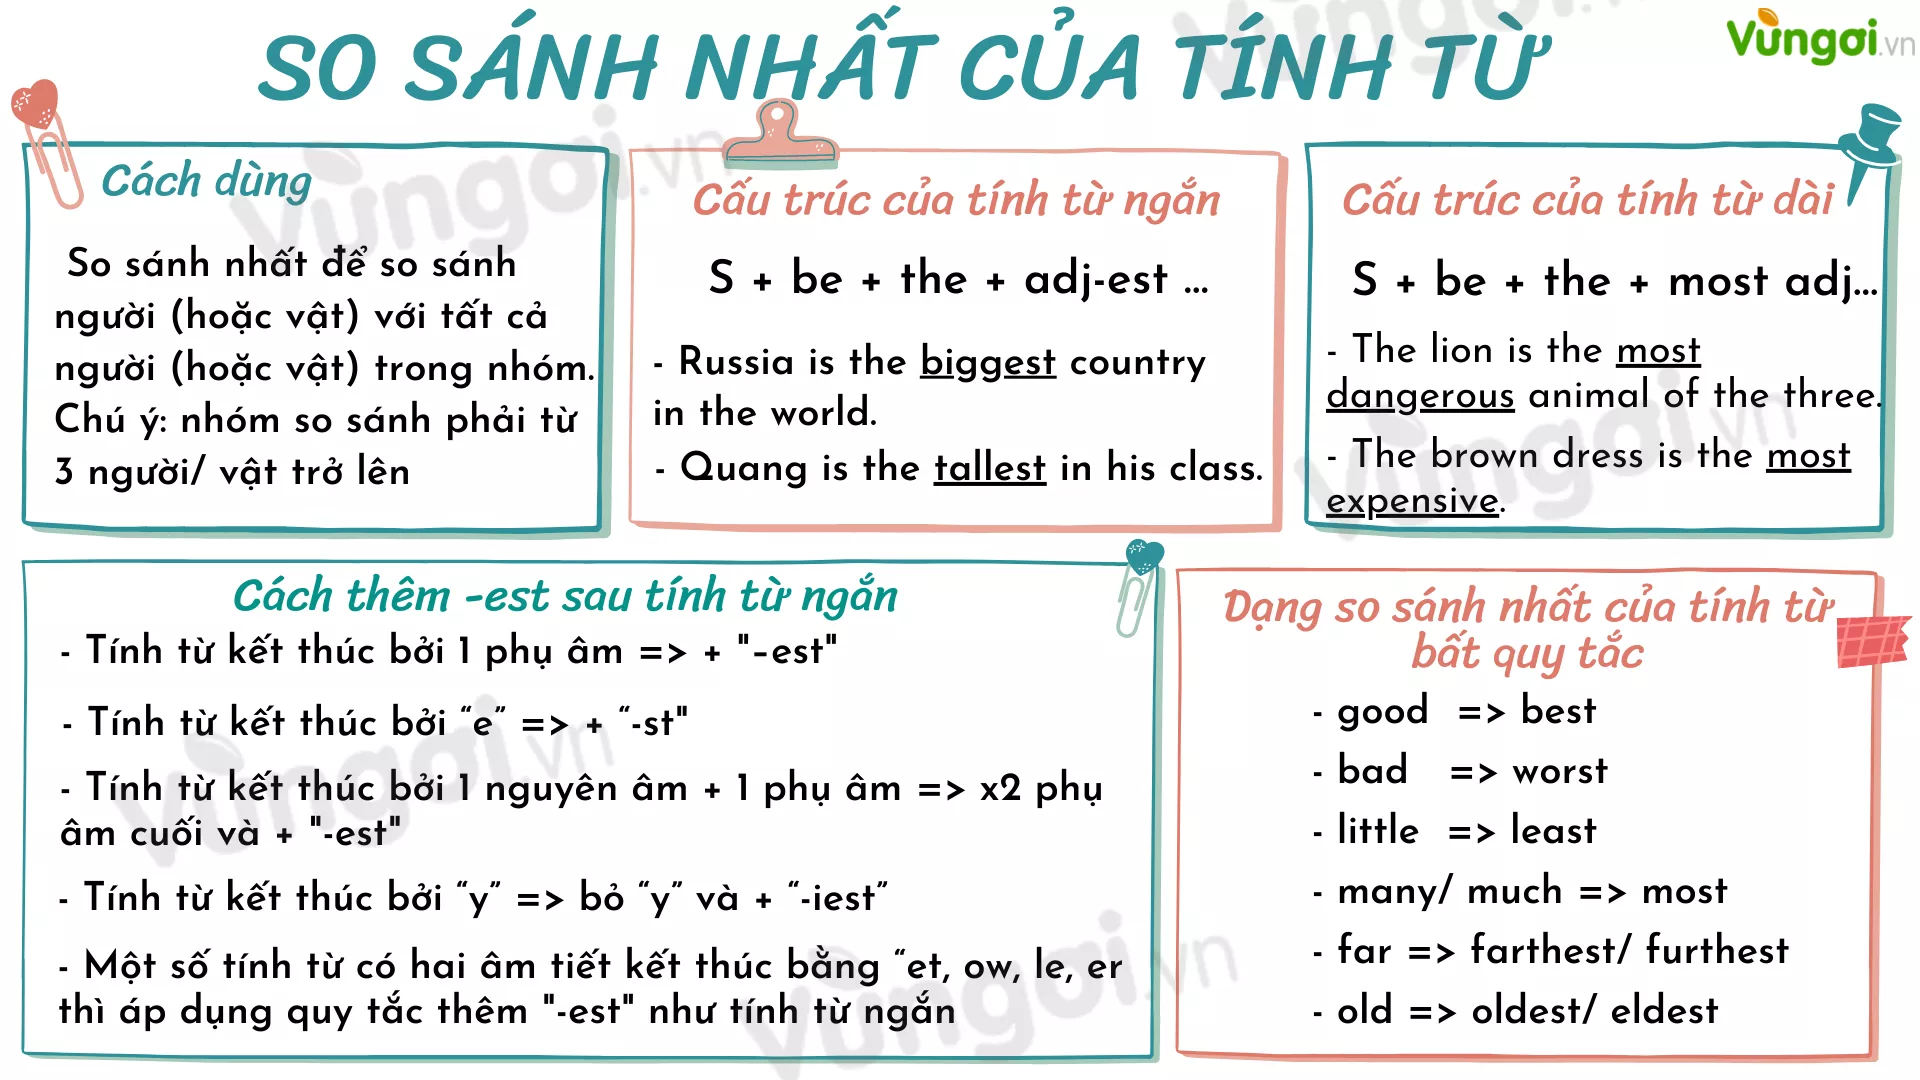 SO SÁNH NHẤT CỦA TÍNH TỪ
Vungơi.vn
Cách dùng
So sánh nhất để so sánh
người (hoặc vật) với tất cả
người (hoặc vật) trong nhóm.
Chú ý: nhóm so sánh phải từ
3 người/ vật trở lên
Cấu trúc của tính từ ngắn
S + be + the + adj-est ...
- Russia is the biggest country
in the world.
- Quang is the tallest in his class.
Cấu trúc của tính từ dài
S + be + the + most adj...
- The lion is the most
dangerous animal of the three.
- The brown dress is the most
expensive.
Cách thêm -est sau tính từ ngắn
- Tính từ kết thúc bởi 1 phụ âm => + "–est"
- Tính từ kết thúc bởi “e” => + “-st"
- Tính từ kết thúc bởi 1 nguyên âm + 1 phụ âm => x2 phụ
âm cuối và + "-est"
- Tính từ kết thúc bởi “y” => bỏ “y” và + “-iest”
- Một số tính từ có hai âm tiết kết thúc bằng “et, ow, le, er
thì áp dụng quy tắc thêm "-est" như tính từ ngắn
Dạng so sánh nhất của tính từ
bất quy tắc
- good => best
- bad => worst
- little => least
- many/ much => most
- far => farthest/ furthest
- old => oldest/ eldest